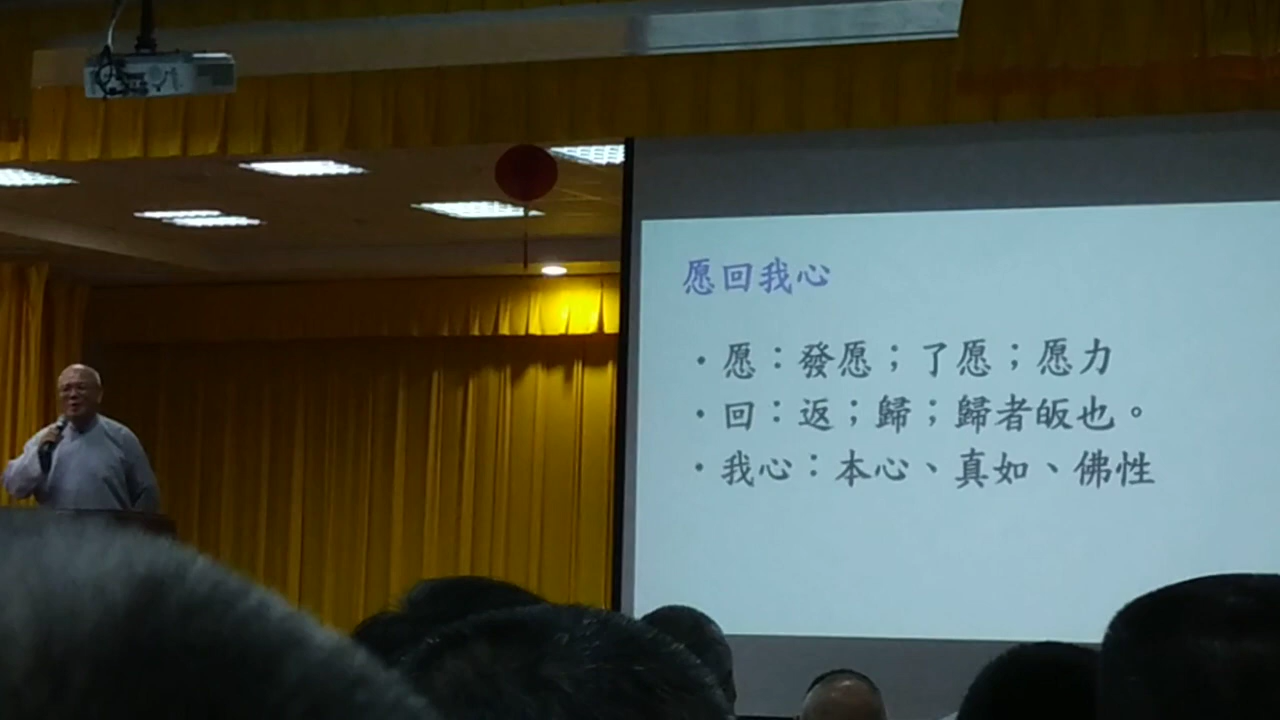 愿回我心
・愿：發愿；了愿；愿力
・回：返；歸；歸者皈也。
・我心：本心、真如、佛性